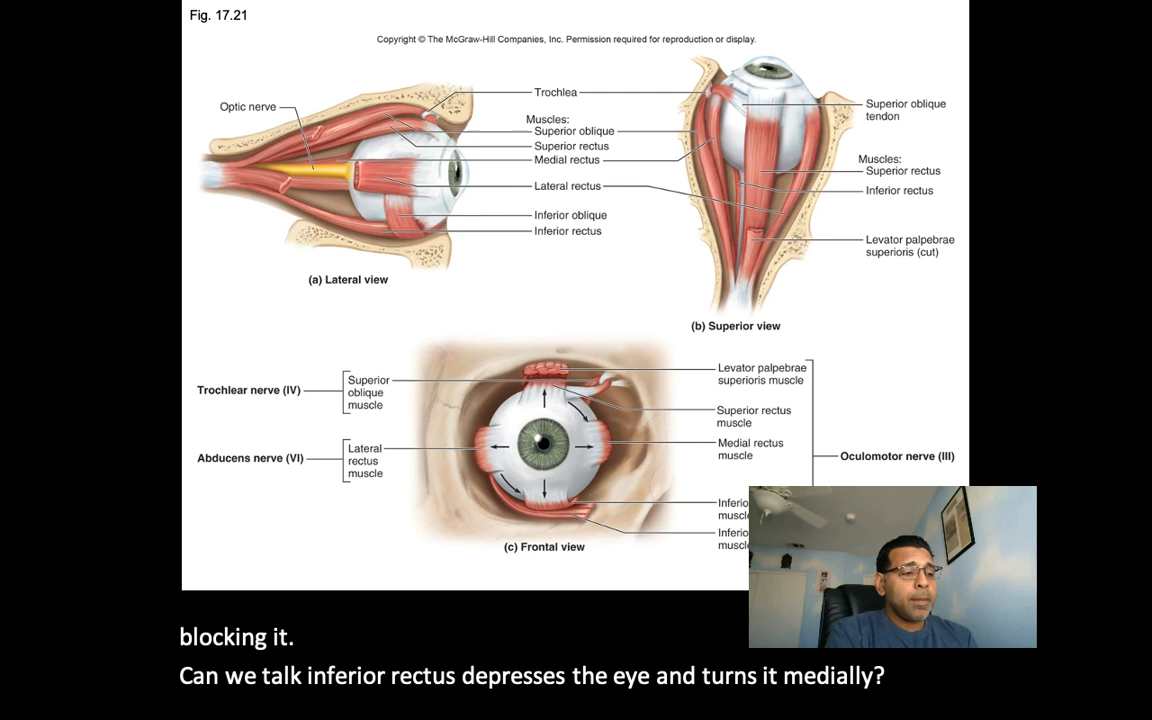 Fig. 17.21
Copyright © The McGraw-Hill Companies, Inc. Permission required for reproduction or display.
Optic nerve
Trochlea
Muscles:
Superior oblique
Superior rectus
Medial rectus
Lateral rectus
Inferior oblique
Inferior rectus
(a) Lateral view
Superior oblique
tendon
Muscles:
Superior rectus
Inferior rectus
Levator palpebrae
superioris (cut)
(b) Superior view
Trochlear nerve (IV)
Superior
oblique
muscle
Abducens nerve (VI)
Lateral
rectus
muscle
Levator palpebrae
superioris muscle
Superior rectus
muscle
Medial rectus
muscle
Oculomotor nerve (III)
(c) Frontal view
blocking it.
Can we talk inferior rectus depresses the eye and turns it medially?